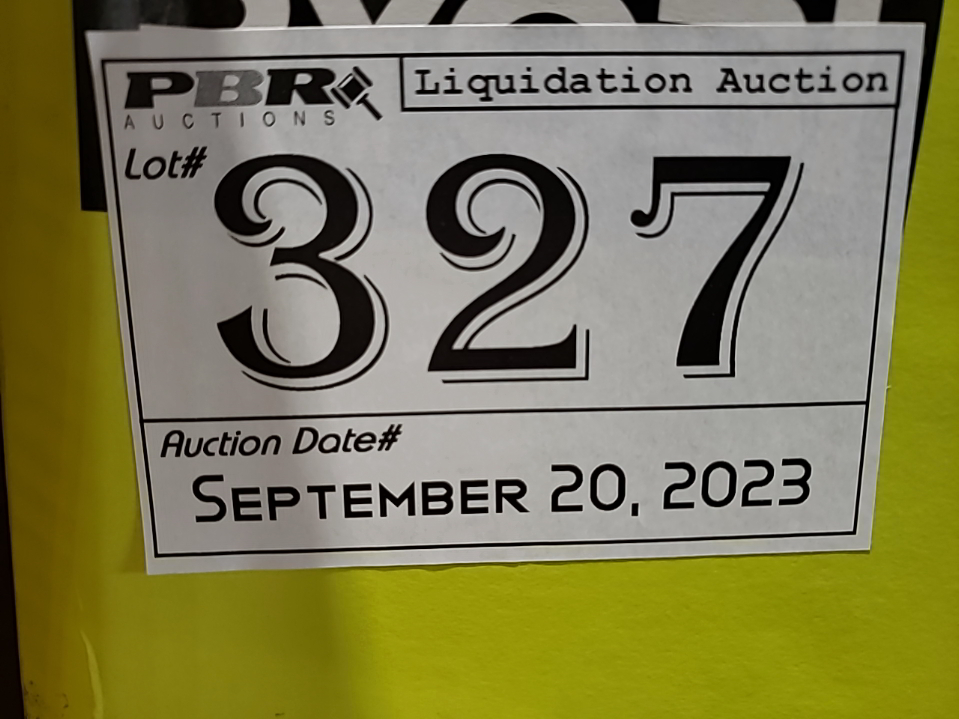 PBR
AUCTIONS
Liquidation Auction
Lot#
327
Auction Date#
SEPTEMBER 20, 2023